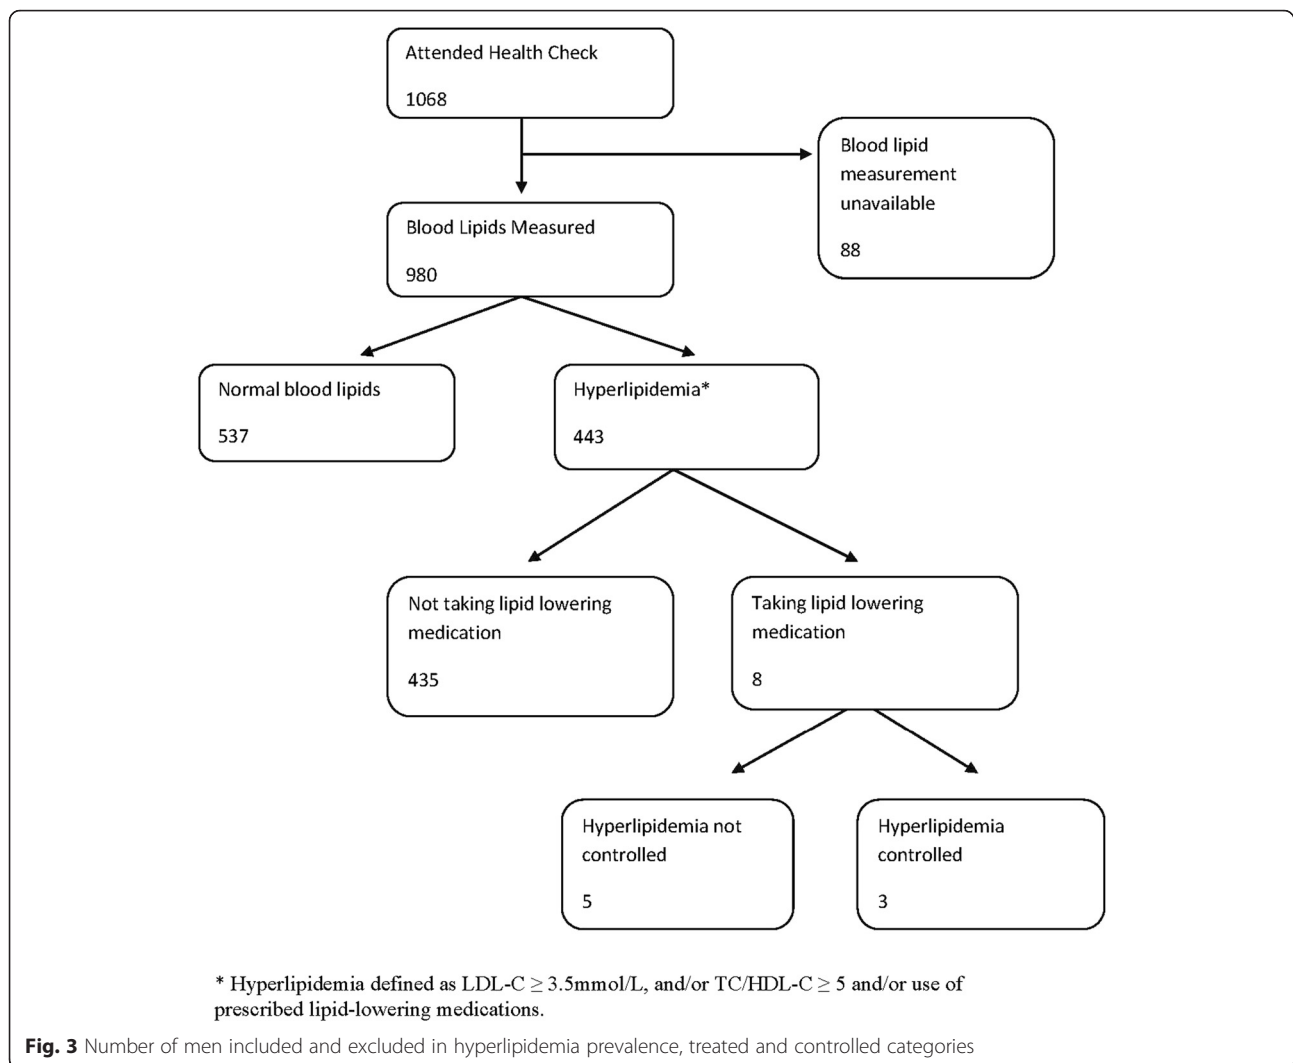 Attended Health Check
1068
Blood lipid
measurement
unavailable
88
Blood Lipids Measured
980
Normal blood lipids
537
Hyperlipidemia*
443
Not taking lipid lowering
medication
435
Taking lipid lowering
medication
8
Hyperlipidemia not
controlled
5
Hyperlipidemia
controlled
3
* Hyperlipidemia defined as LDL-C ≥ 3.5mmol/L, and/or TC/HDL-C ≥ 5 and/or use of
prescribed lipid-lowering medications.
Fig. 3 Number of men included and excluded in hyperlipidemia prevalence, treated and controlled categories